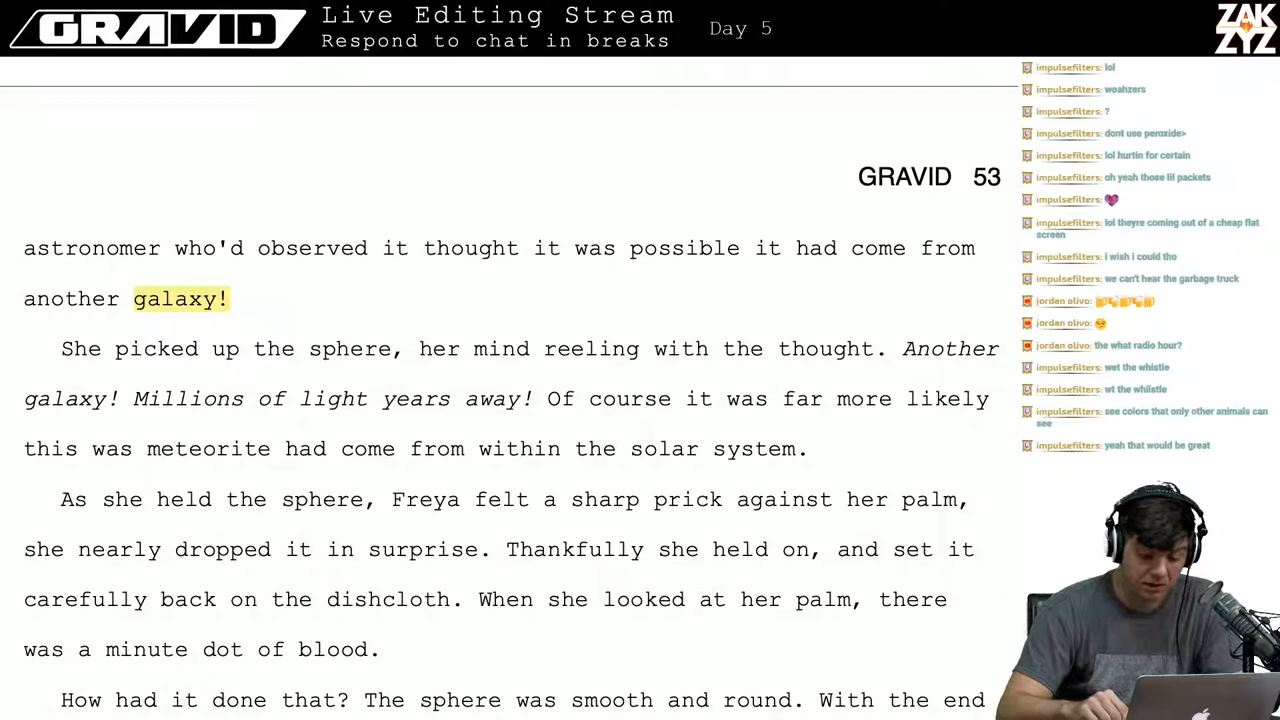 GRAVID
Live Editing Stream
Respond to chat in breaks
Day 5
ZAK
ZYZ
GRAVID 53
astronomer who'd observed it thought it was possible it had come from
another galaxy!
She picked up the sphere, her mind reeling with the thought. Another
galaxy! Millions of light years away! Of course it was far more likely
this was meteorite had come from within the solar system.
As she held the sphere, Freya felt a sharp prick against her palm,
she nearly dropped it in surprise. Thankfully she held on, and set it
carefully back on the dishcloth. When she looked at her palm, there
was a minute dot of blood.
How had it done that? The sphere was smooth and round. With the end
impulsefilters: lol
impulsefilters: woahzers
impulsefilters: ?
impulsefilters: dont use peroxide>
impulsefilters: lol hurtin for certain
impulsefilters: oh yeah those lil packets
impulsefilters:
impulsefilters: lol theyre coming out of a cheap flat
screen
impulsefilters: i wish i could tho
impulsefilters: we can't hear the garbage truck
jordan olivo:
jordan olivo:
jordan olivo: the what radio hour?
impulsefilters: wet the whistle
impulsefilters: wt the whiistle
impulsefilters: see colors that only other animals can
see
impulsefilters: yeah that would be great